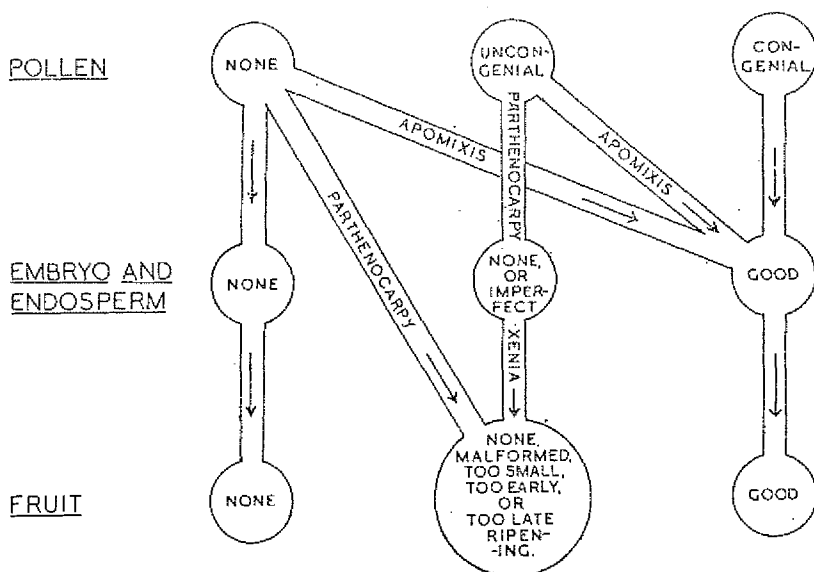 POLLEN
NONE
UNCON-
GENIAL
CON-
GENIAL
APOMIXIS
APOMIXIS
PARTHENOCARPY
PARTHENOCARPY
EMBRYO AND
ENDOSPERM
NONE
NONE,
OR
IMPER-
FECT
GOOD
XENIA
FRUIT
NONE
NONE,
MALFORMED,
TOO SMALL,
TOO EARLY,
OR
TOO LATE
RIPEN-
ING.
GOOD